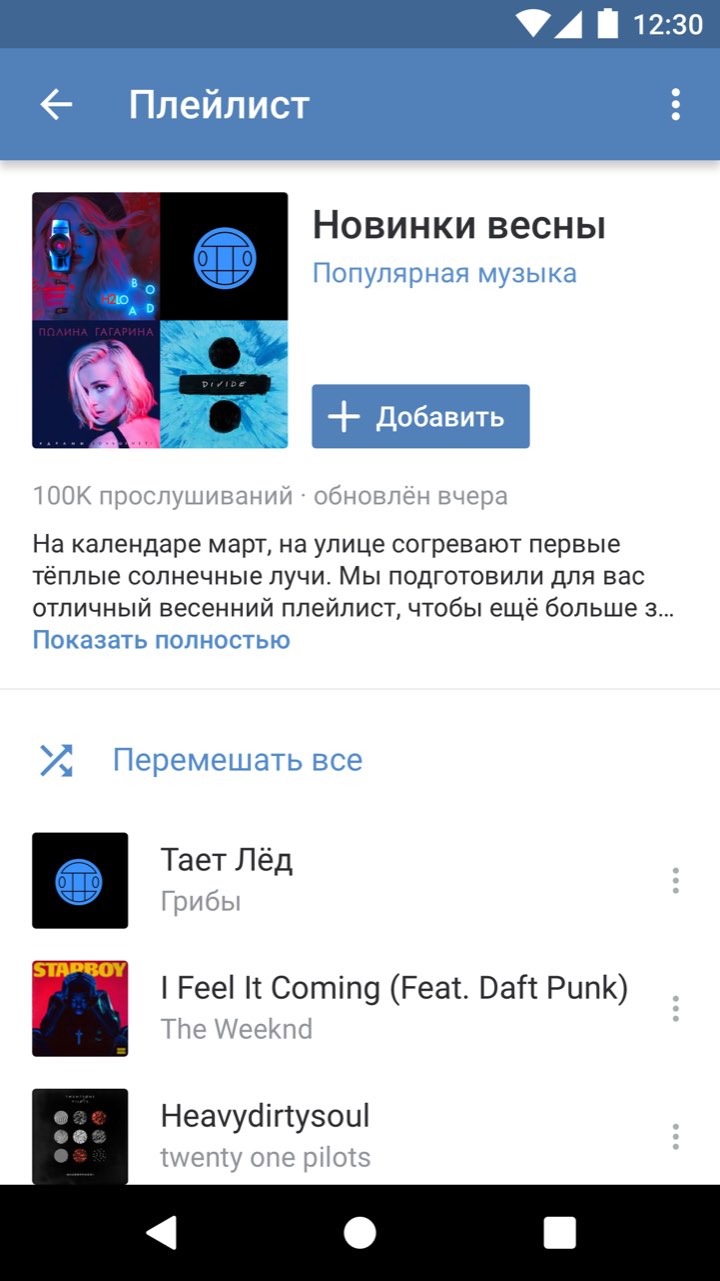 12:30
Плейлист
Новинки весны
Популярная музыка
B
O
H2LO
A D
ПОЛИНА ГАГАРИНА
DIVIDE
Добавить
100K прослушиваний · обновлён вчера
На календаре март, на улице согревают первые
тёплые солнечные лучи. Мы подготовили для вас
отличный весенний плейлист, чтобы ещё больше з...
Показать полностью
Перемешать все
Тает Лёд
Грибы
STARBOY
I Feel It Coming (Feat. Daft Punk)
The Weeknd
Heavydirtysoul
twenty one pilots